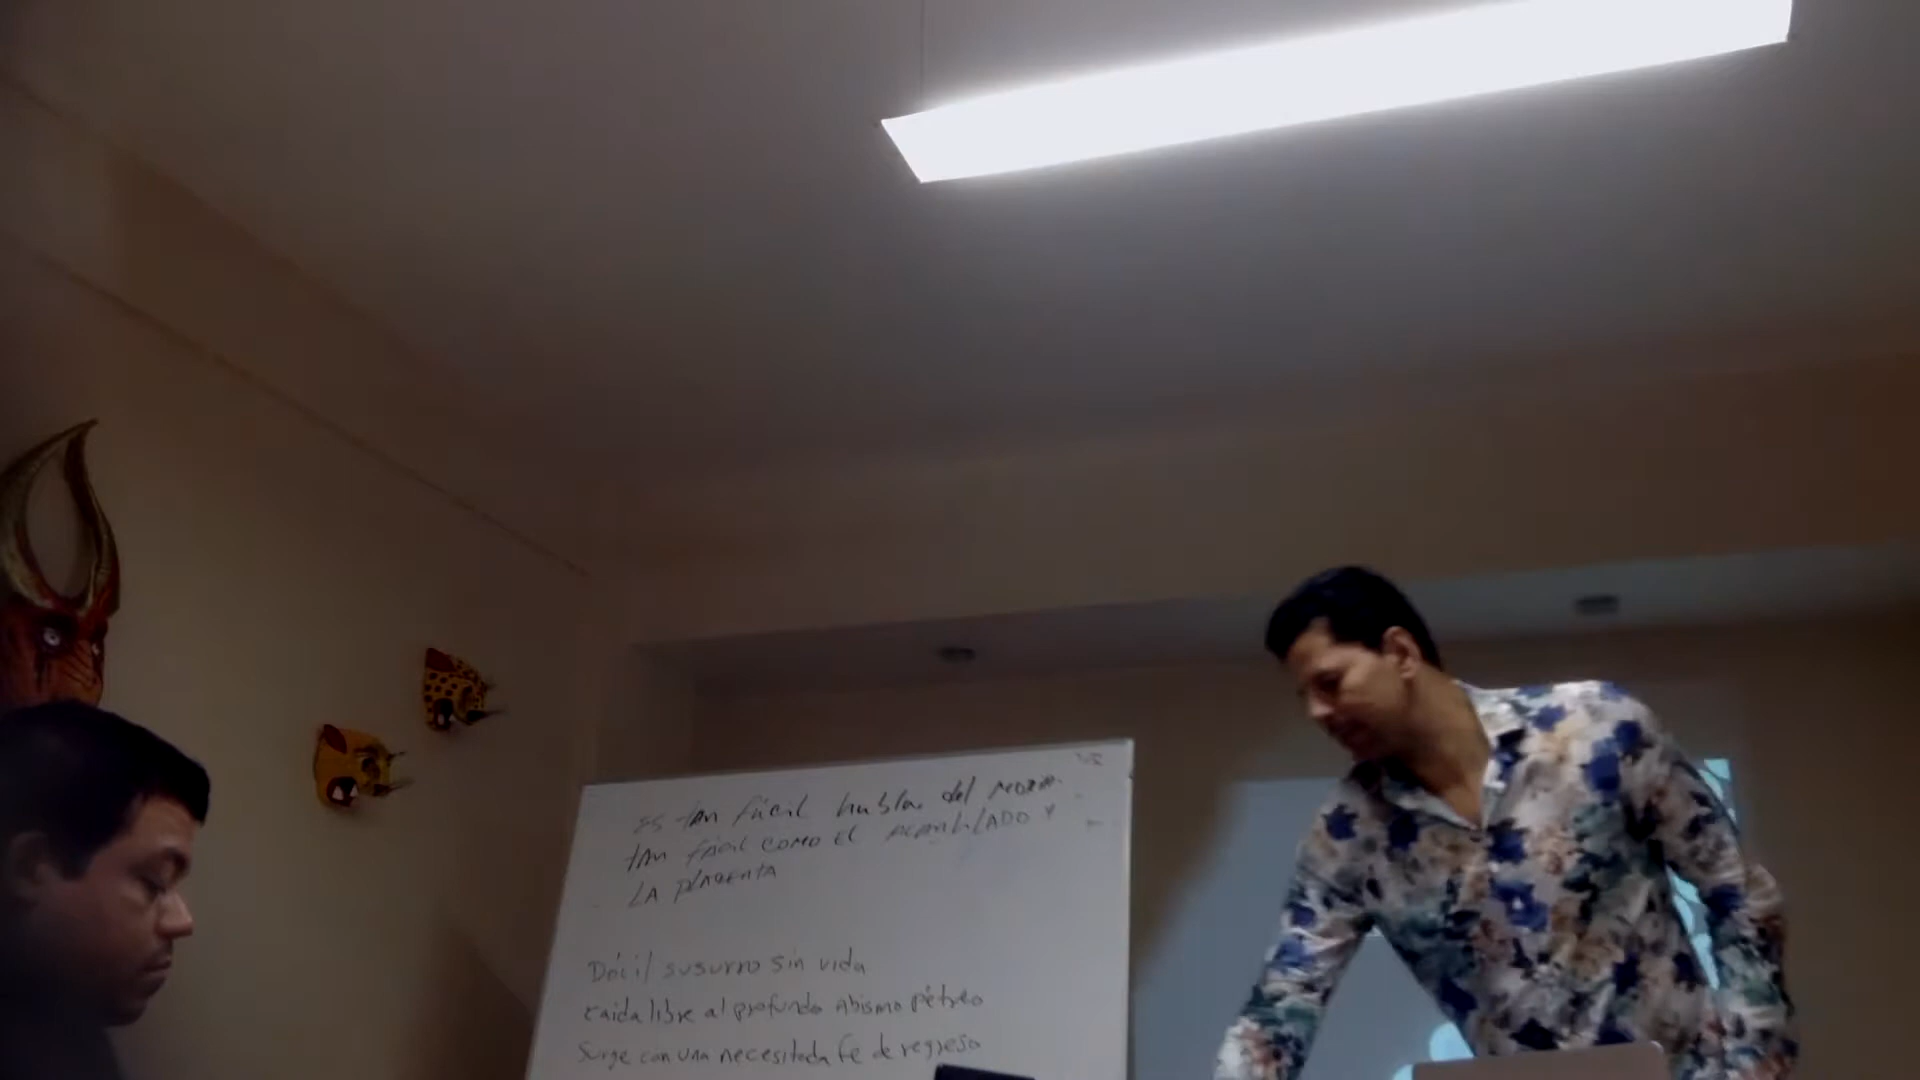 Es tan fácil hablar del
tan fácil como el acantilado y
la placenta
Dócil susurro sin vida
Caída libre al profundo abismo pétreo
Surge con una necesitada fe de regreso